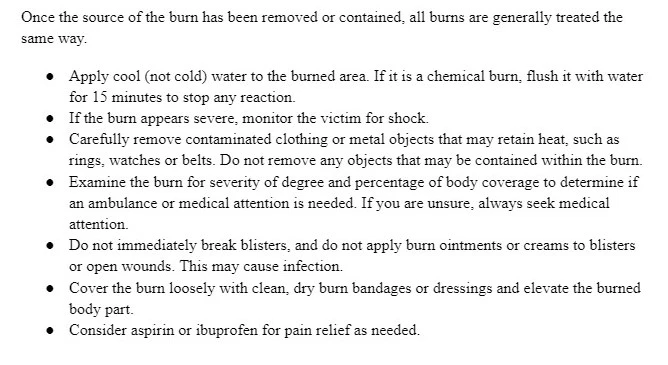 Once the source of the burn has been removed or contained, all burns are generally treated the
same way.
● Apply cool (not cold) water to the burned area. If it is a chemical burn, flush it with water
for 15 minutes to stop any reaction.
● If the burn appears severe, monitor the victim for shock.
● Carefully remove contaminated clothing or metal objects that may retain heat, such as
rings, watches or belts. Do not remove any objects that may be contained within the burn.
● Examine the burn for severity of degree and percentage of body coverage to determine if
an ambulance or medical attention is needed. If you are unsure, always seek medical
attention.
● Do not immediately break blisters, and do not apply burn ointments or creams to blisters
or open wounds. This may cause infection.
● Cover the burn loosely with clean, dry burn bandages or dressings and elevate the burned
body part.
● Consider aspirin or ibuprofen for pain relief as needed.